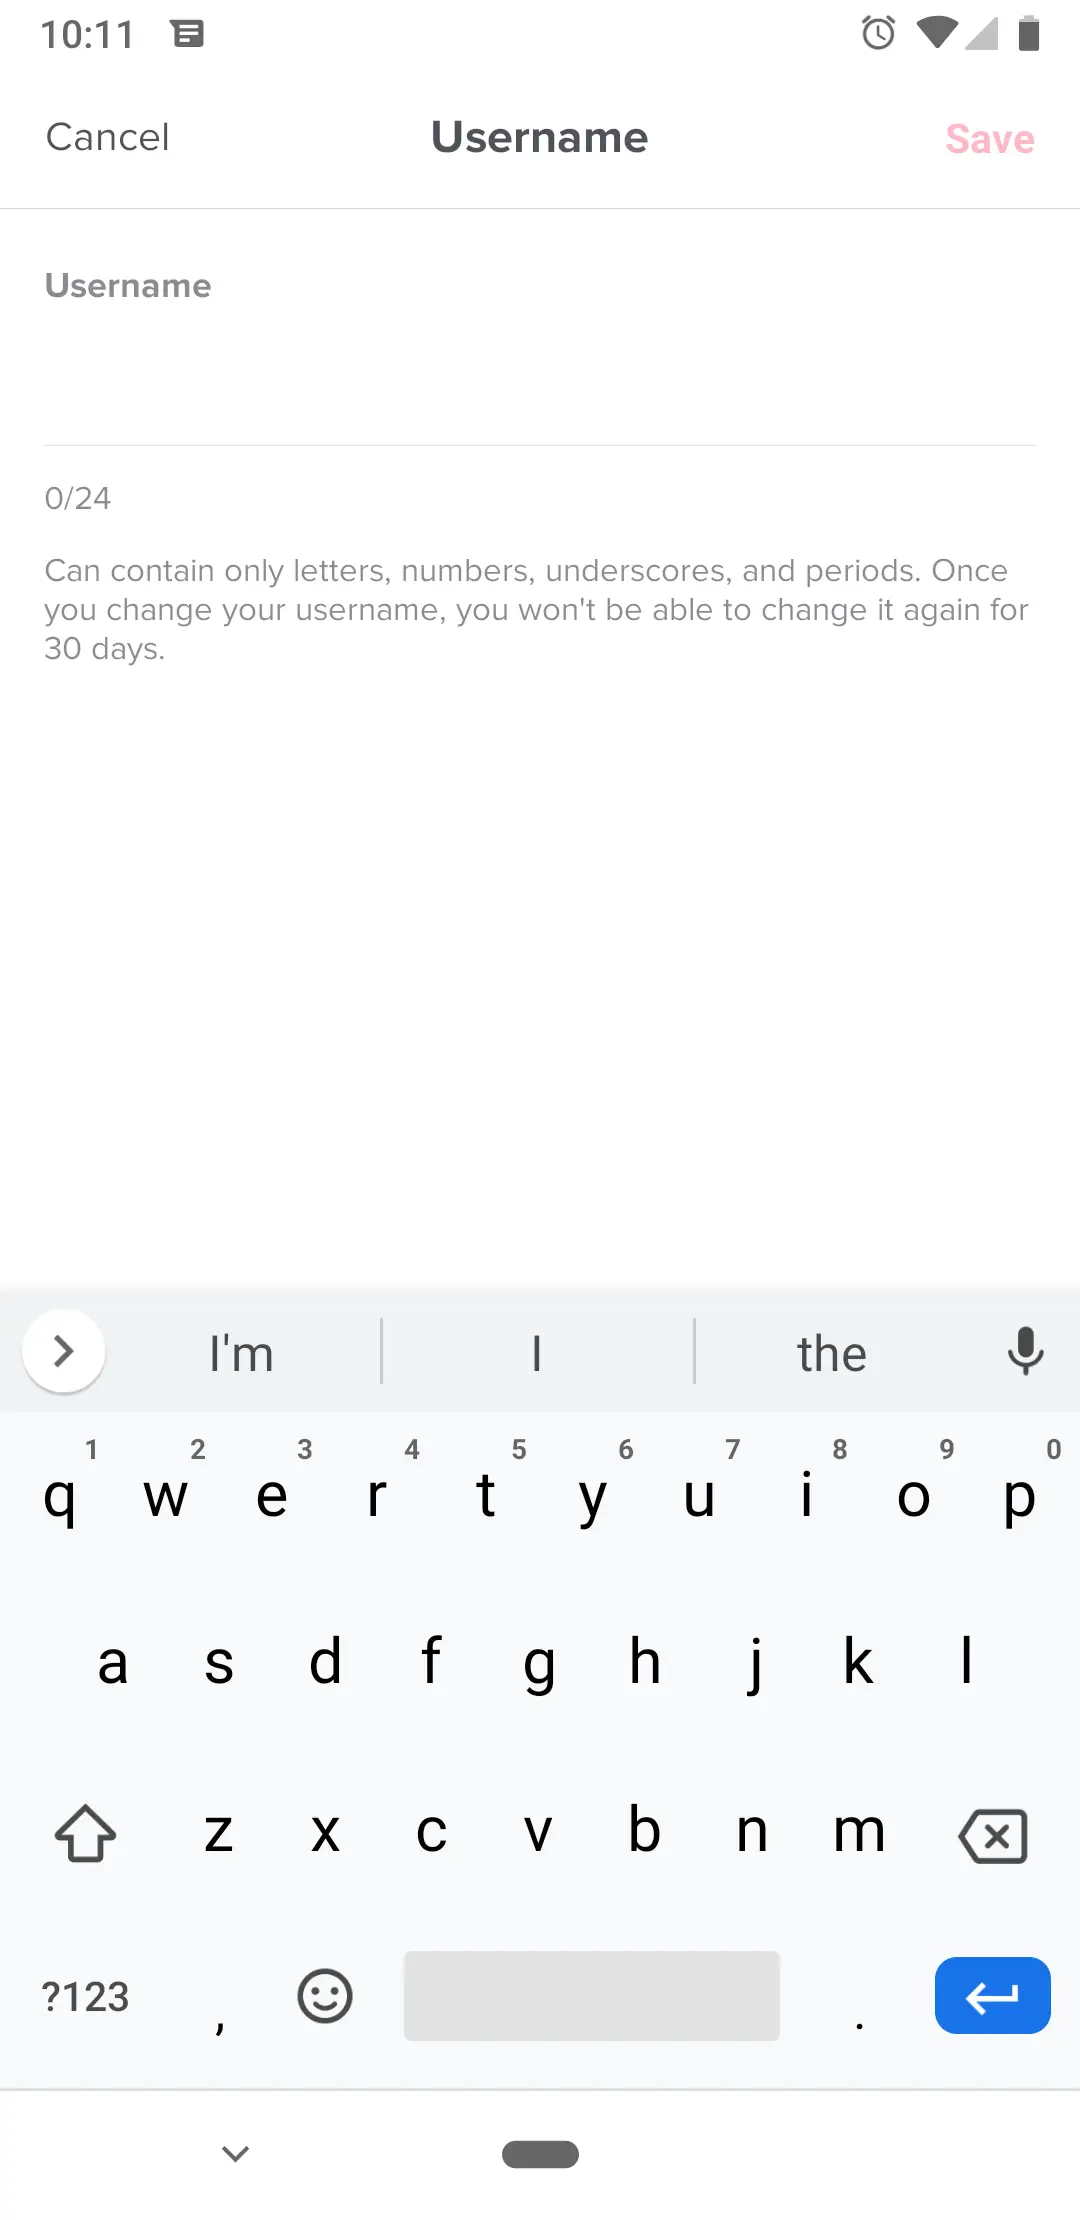 10:11
Cancel Username Save
Username
0/24
Can contain only letters, numbers, underscores, and periods. Once
you change your username, you won't be able to change it again for
30 days.
I'm I the
1 2 3 4 5 6 7 8 9 0
q w e r t y u i o p
a s d f g h j k l
z x c v b n m
?123 , .